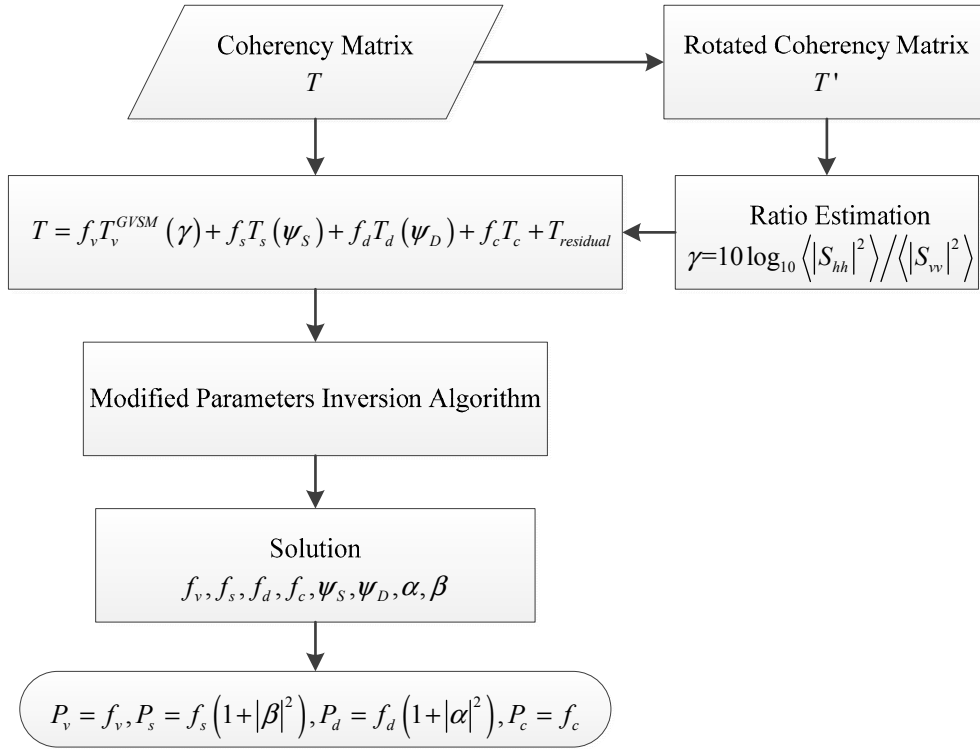 Coherency Matrix
T
Rotated Coherency Matrix
T'
T = f_v T_v^{GVSM} (γ) + f_s T_s (ψ_S) + f_d T_d (ψ_D) + f_c T_c + T_{residual}
Ratio Estimation
γ=10 log_{10} ⟨|S_{hh}|^2⟩/⟨|S_{vv}|^2⟩
Modified Parameters Inversion Algorithm
Solution
f_v, f_s, f_d, f_c, ψ_S, ψ_D, α, β
P_v = f_v, P_s = f_s (1+|β|^2), P_d = f_d (1+|α|^2), P_c = f_c